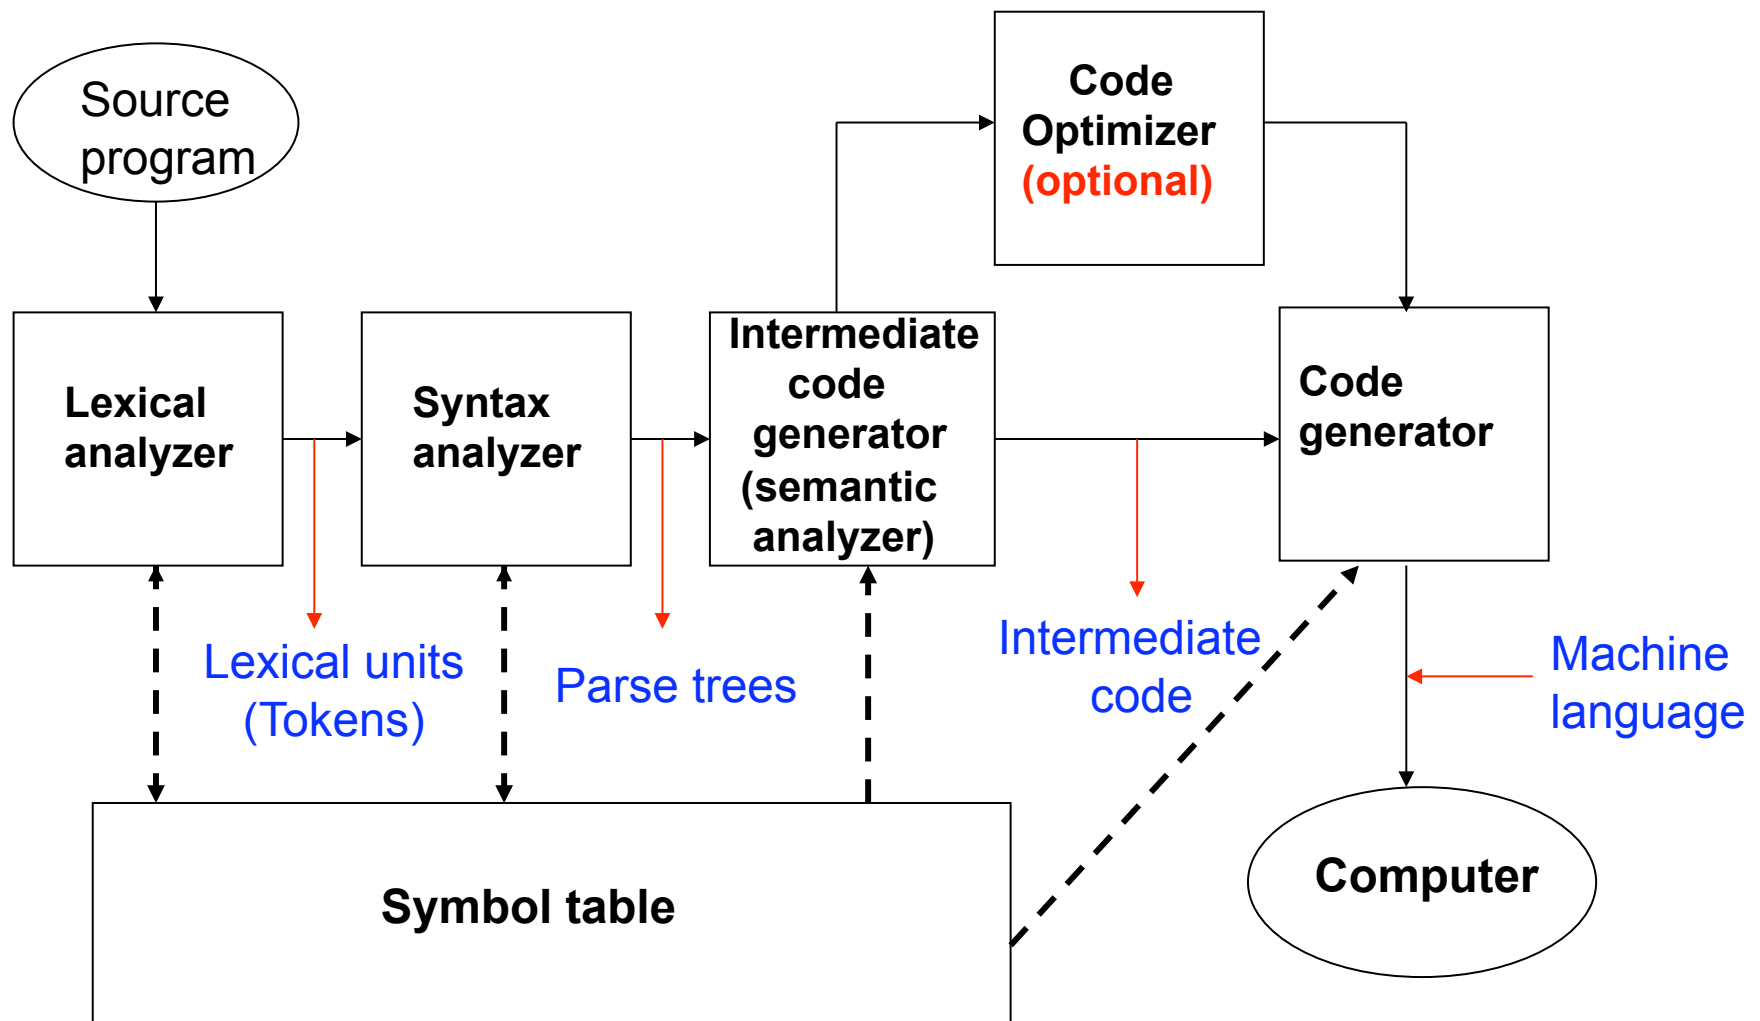 Source
program
Code
Optimizer
(optional)
Lexical
analyzer
Syntax
analyzer
Intermediate
code
generator
(semantic
analyzer)
Code
generator
Lexical units
(Tokens)
Parse trees
Intermediate
code
Machine
language
Symbol table
Computer